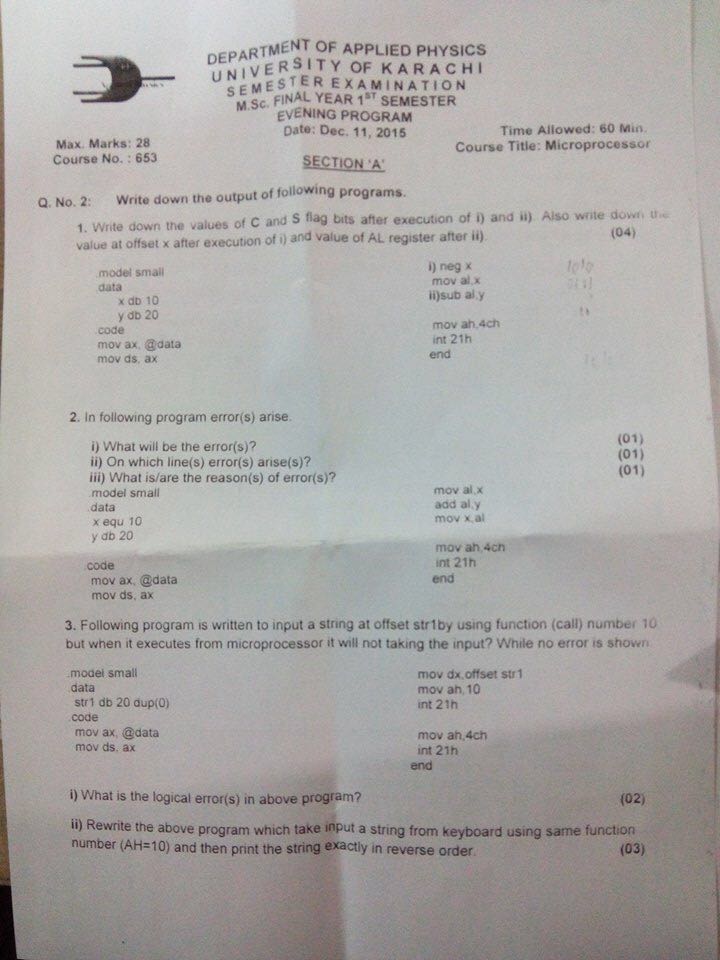 DEPARTMENT OF APPLIED PHYSICS
UNIVERSITY OF KARACHI
SEMESTER EXAMINATION
M.Sc. FINAL YEAR 1ST SEMESTER
EVENING PROGRAM
Date: Dec. 11, 2015
Max. Marks: 28
Time Allowed: 60 Min.
Course No. : 653
Course Title: Microprocessor
SECTION 'A'
Q. No. 2: Write down the output of following programs.
1. Write down the values of C and S flag bits after execution of i) and ii). Also write down the
value at offset x after execution of i) and value of AL register after ii). (04)
.model small
.data
x db 10
y db 20
.code
mov ax, @data
mov ds, ax
i) neg x
mov al,x
ii)sub al,y
mov ah,4ch
int 21h
end
2. In following program error(s) arise.
i) What will be the error(s)? (01)
ii) On which line(s) error(s) arise(s)? (01)
iii) What is/are the reason(s) of error(s)? (01)
.model small
.data
x equ 10
y db 20
.code
mov ax, @data
mov ds, ax
mov al,x
add al,y
mov x,al
mov ah,4ch
int 21h
end
3. Following program is written to input a string at offset str1by using function (call) number 10
but when it executes from microprocessor it will not taking the input? While no error is shown.
.model small
.data
str1 db 20 dup(0)
.code
mov ax, @data
mov ds, ax
mov dx,offset str1
mov ah,10
int 21h
mov ah,4ch
int 21h
end
i) What is the logical error(s) in above program? (02)
ii) Rewrite the above program which take input a string from keyboard using same function
number (AH=10) and then print the string exactly in reverse order. (03)